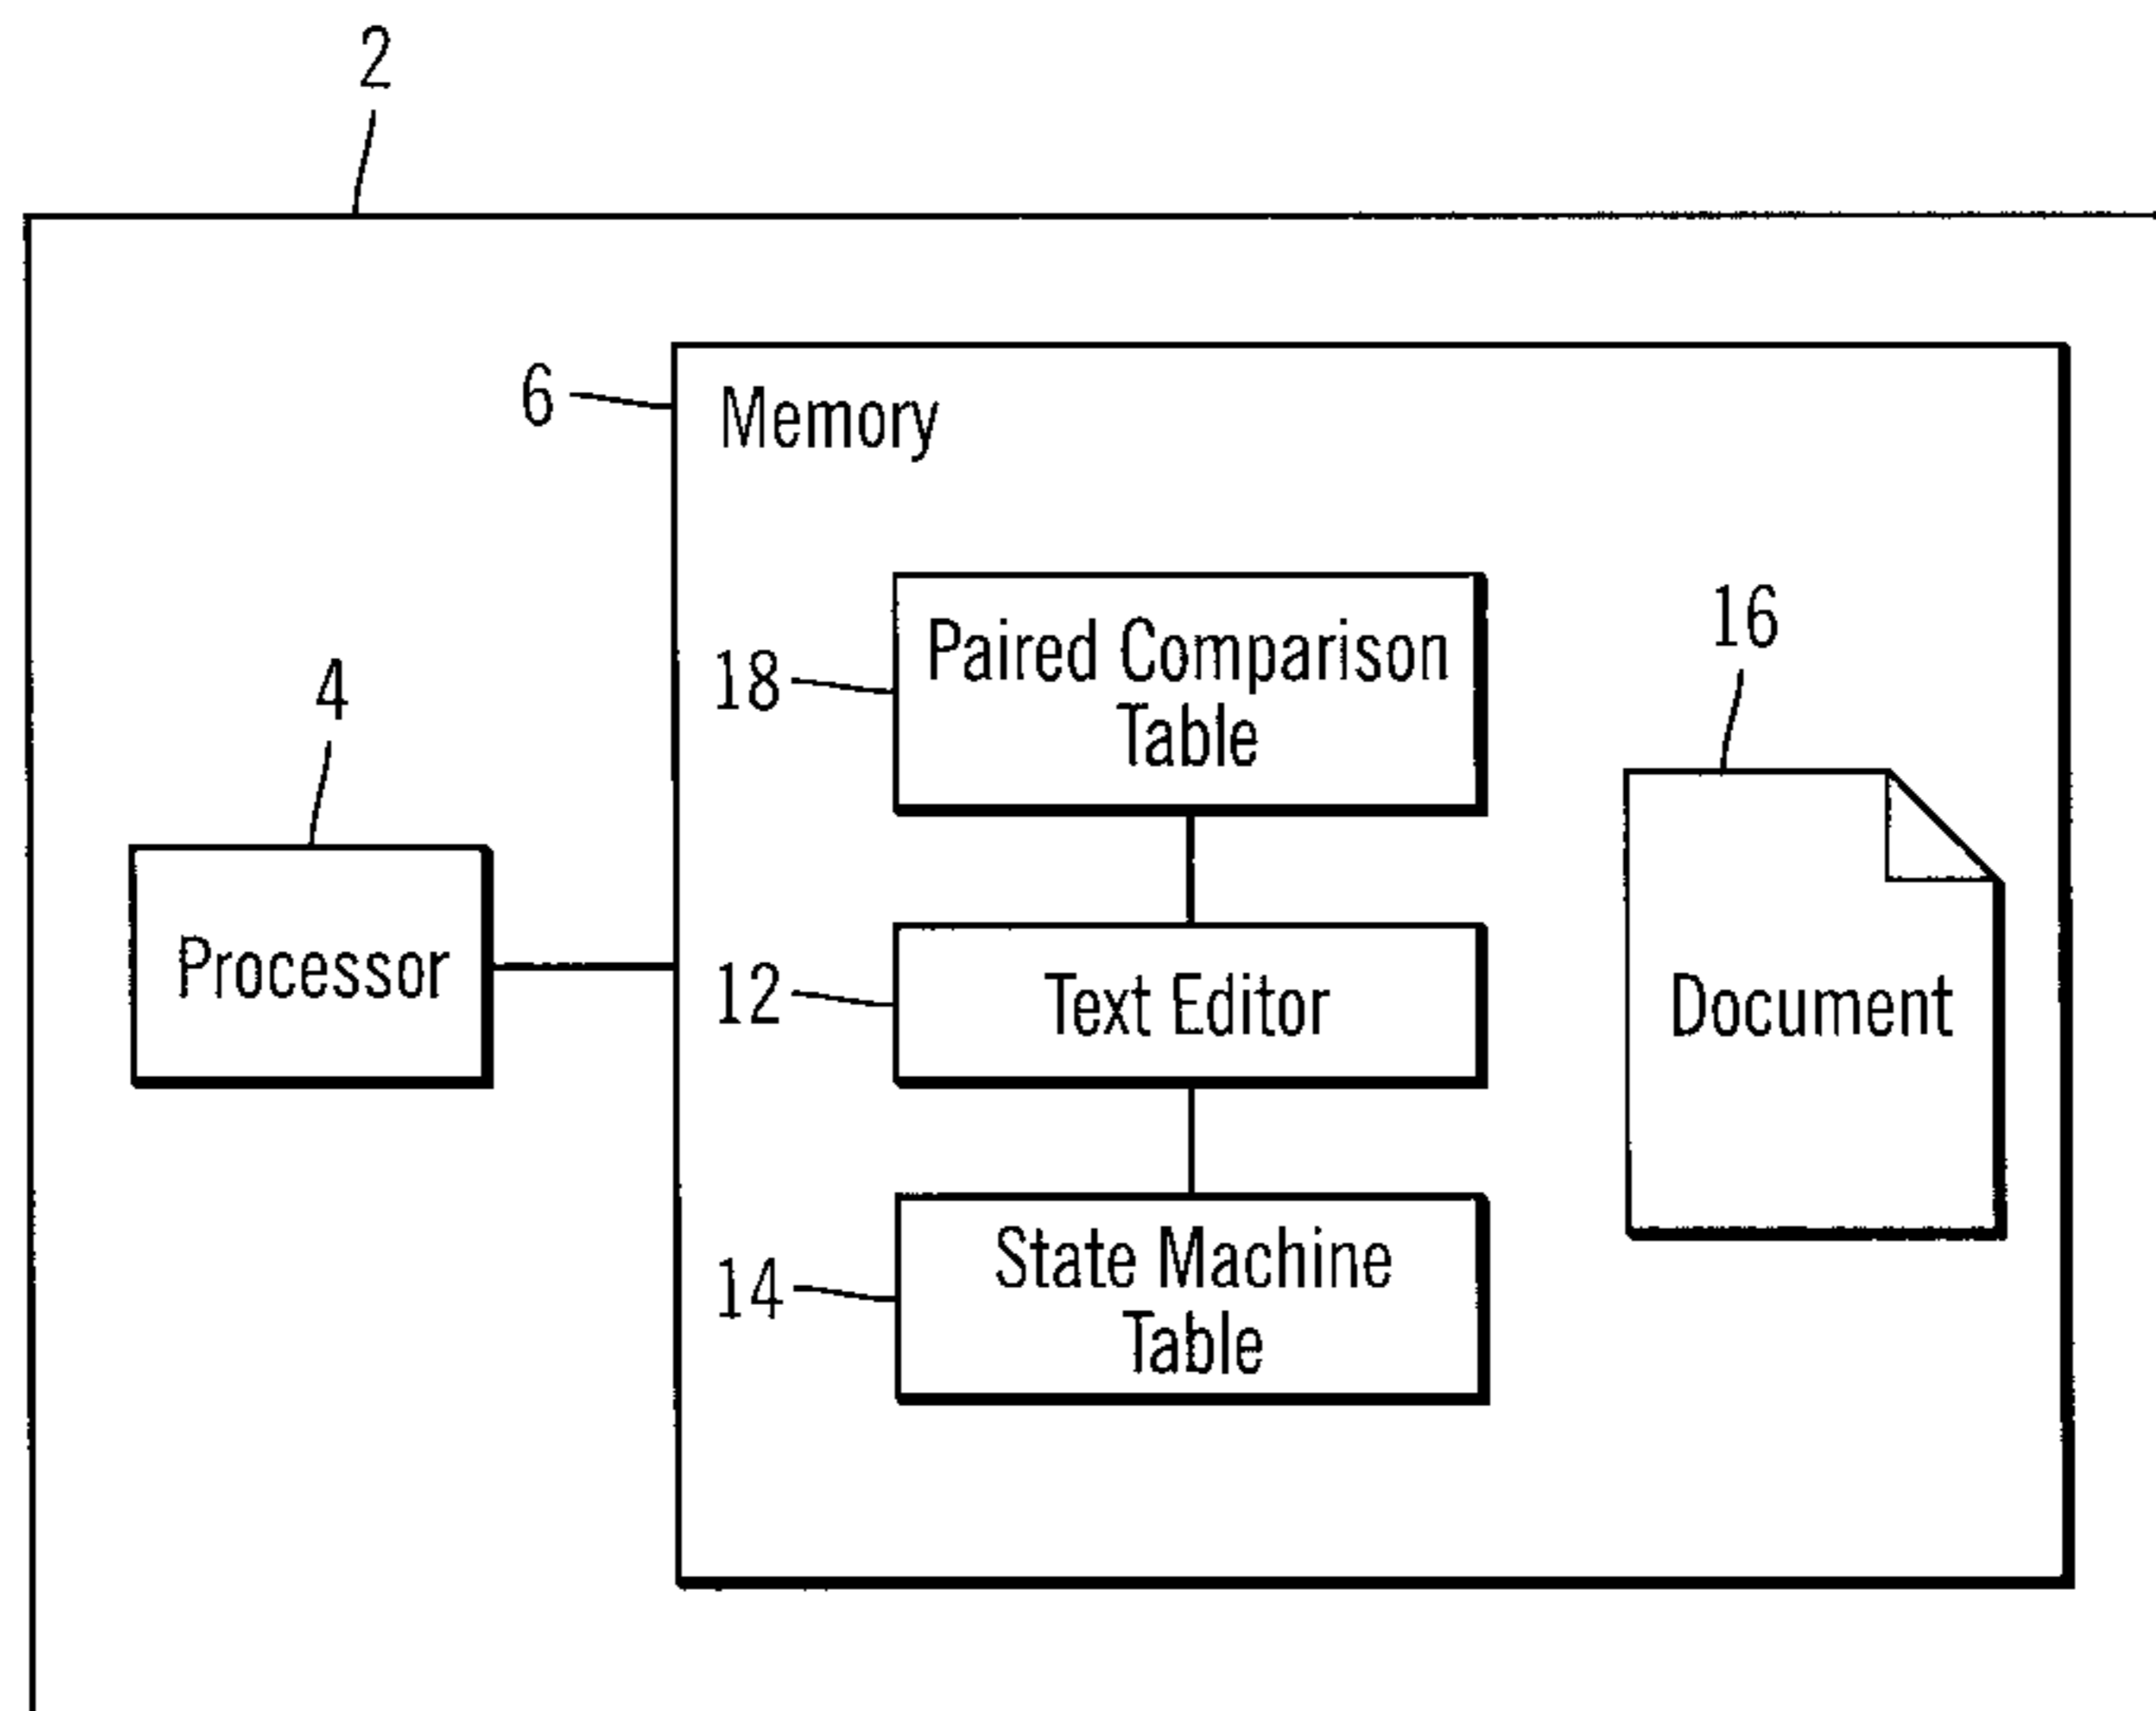 2
6
Memory
18
Paired Comparison
Table
16
4
Processor
12
Text Editor
Document
14
State Machine
Table